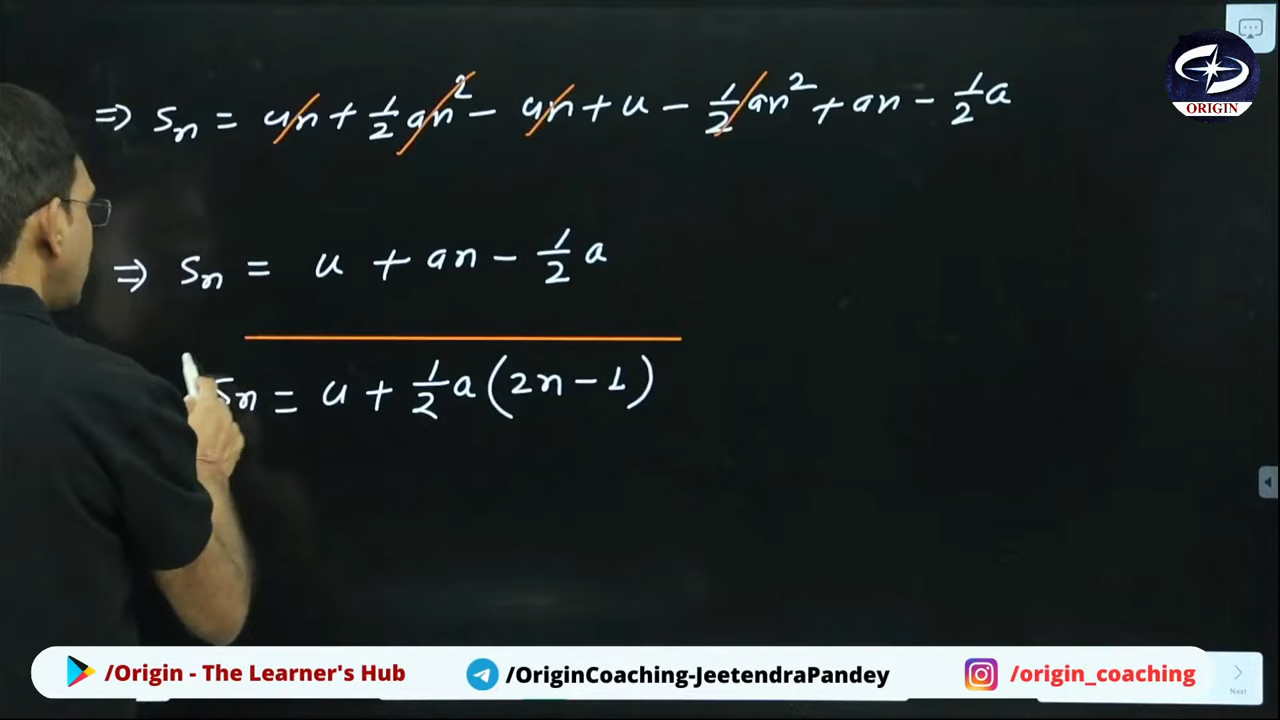 ORIGIN
⇒ Sn = un + 1/2 an² - un + u - 1/2 an² + an - 1/2 a
⇒ Sn = u + an - 1/2 a
Sn = u + 1/2 a (2n - 1)
/Origin - The Learner's Hub
/OriginCoaching-JeetendraPandey
/origin_coaching
Next